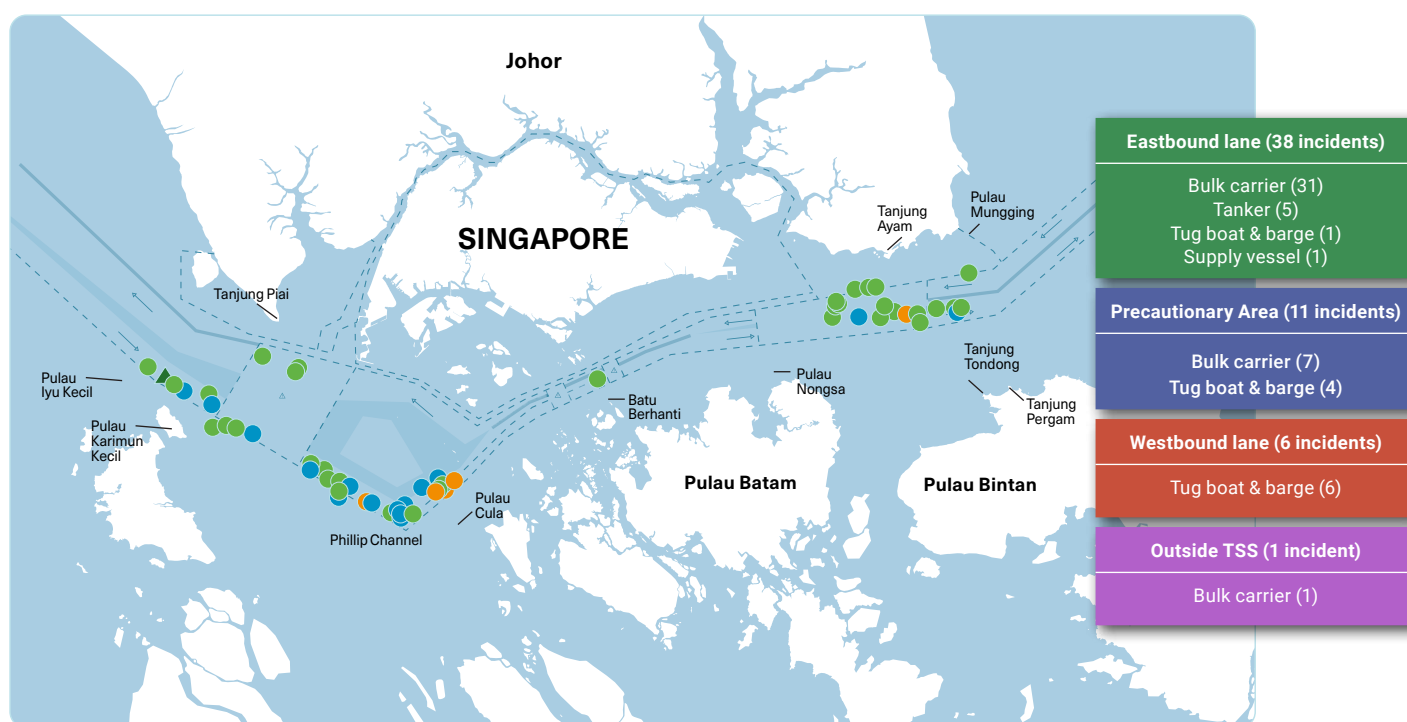 Johor
SINGAPORE
Tanjung
Ayam
Pulau
Mungging
Tanjung Piai
Pulau
Iyu Kecil
Pulau
Karimun
Kecil
Batu
Berhanti
Pulau
Nongsa
Tanjung
Tondong
Tanjung
Pergam
Pulau Batam
Pulau Bintan
Pulau
Cula
Phillip Channel
Eastbound lane (38 incidents)
Bulk carrier (31)
Tanker (5)
Tug boat & barge (1)
Supply vessel (1)
Precautionary Area (11 incidents)
Bulk carrier (7)
Tug boat & barge (4)
Westbound lane (6 incidents)
Tug boat & barge (6)
Outside TSS (1 incident)
Bulk carrier (1)